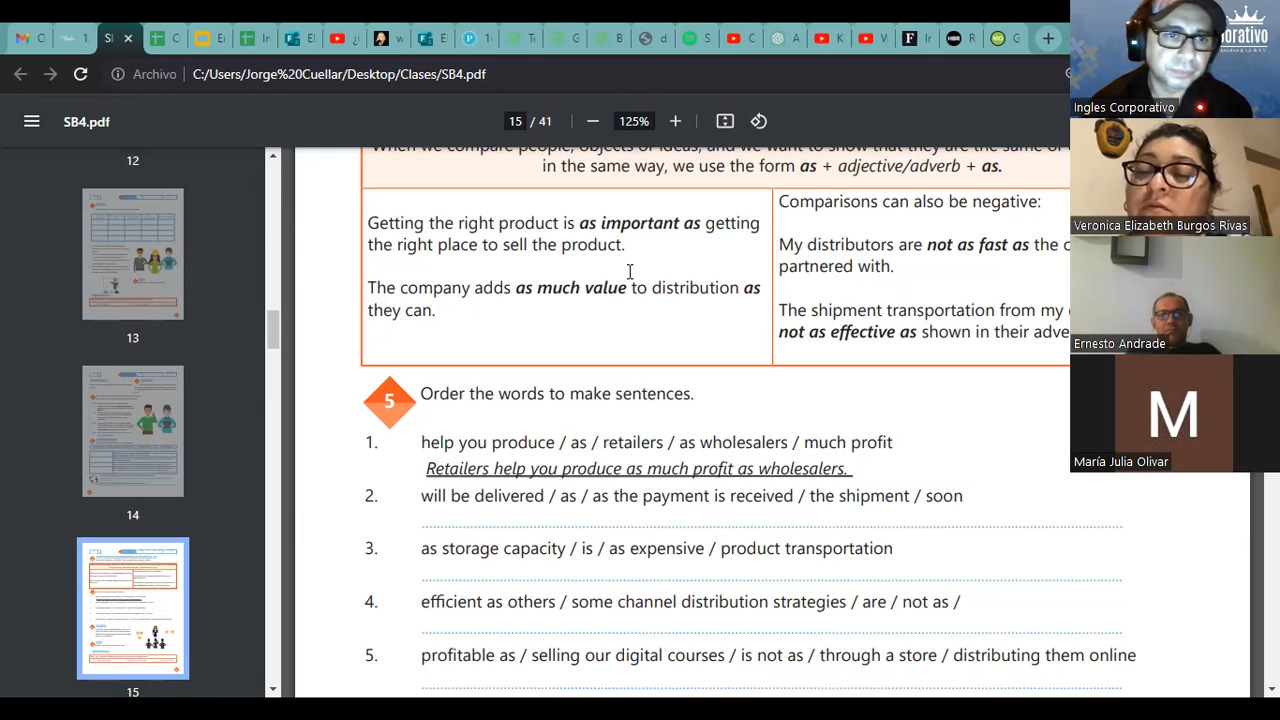 Archivo
C:/Users/Jorge%20Cuellar/Desktop/Clases/SB4.pdf
SB4.pdf
15 / 41
125%
12
13
14
15
in the same way, we use the form as + adjective/adverb + as.
Getting the right product is as important as getting
the right place to sell the product.
The company adds as much value to distribution as
they can.
Comparisons can also be negative:
My distributors are not as fast as the
partnered with.
The shipment transportation from my
not as effective as shown in their
5
Order the words to make sentences.
1. help you produce / as / retailers / as wholesalers / much profit
Retailers help you produce as much profit as wholesalers.
2. will be delivered / as / as the payment is received / the shipment / soon
3. as storage capacity / is / as expensive / product transportation
4. efficient as others / some channel distribution strategies / are / not as /
5. profitable as / selling our digital courses / is not as / through a store / distributing them online
Ingles Corporativo
Veronica Elizabeth Burgos Rivas
Ernesto Andrade
M
María Julia Olivar